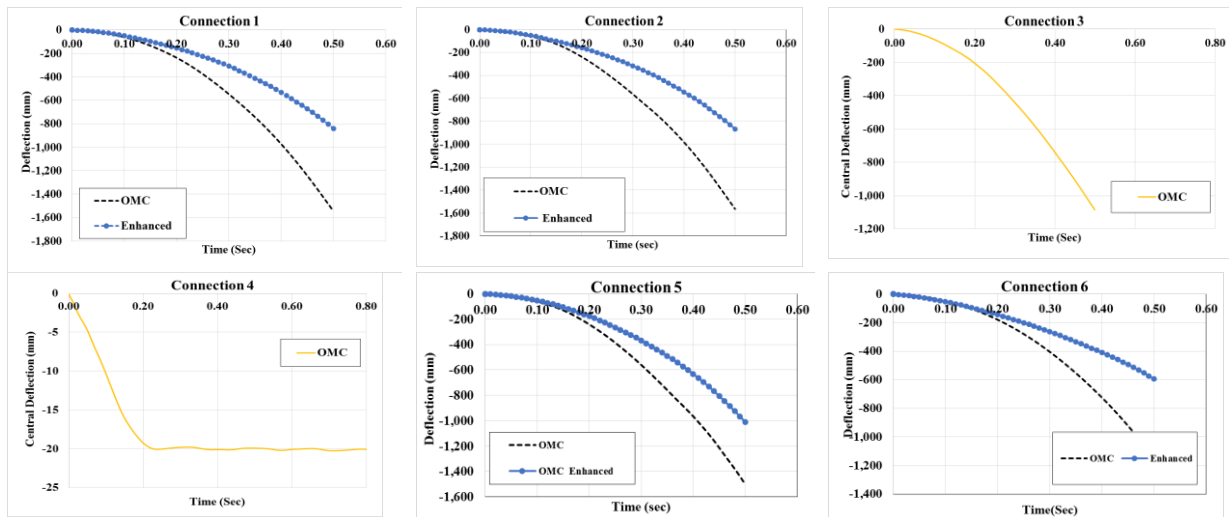 Connection 1
0
-200
-400
-600
-800
-1,000
-1,200
-1,400
-1,600
-1,800
0.00 0.10 0.20 0.30 0.40 0.50 0.60
Deflection (mm)
OMC
Enhanced
Time (Sec)
Connection 2
0
-200
-400
-600
-800
-1,000
-1,200
-1,400
-1,600
-1,800
0.00 0.10 0.20 0.30 0.40 0.50 0.60
Deflection (mm)
OMC
Enhanced
Time (Sec)
Connection 3
0
-200
-400
-600
-800
-1,000
-1,200
0.00 0.20 0.40 0.60 0.80
Central Deflection (mm)
OMC
Time (Sec)
Connection 4
0
-5
-10
-15
-20
-25
0.00 0.20 0.40 0.60 0.80
Central Deflection (mm)
OMC
Time (Sec)
Connection 5
0
-200
-400
-600
-800
-1,000
-1,200
-1,400
-1,600
0.00 0.10 0.20 0.30 0.40 0.50 0.60
Deflection (mm)
OMC
OMC Enhanced
Time (Sec)
Connection 6
0
-200
-400
-600
-800
-1,000
-1,200
-1,400
0.00 0.10 0.20 0.30 0.40 0.50 0.60
Deflection (mm)
OMC Enhanced
Time(Sec)